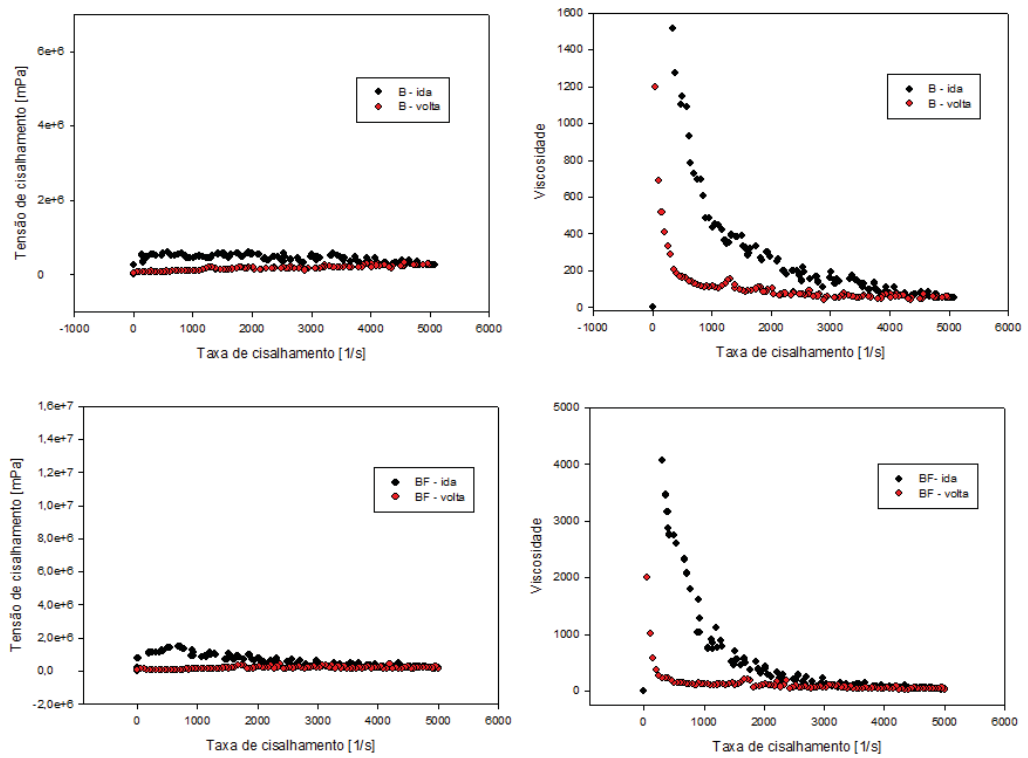 Tensão de cisalhamento [mPa]
6e+6
4e+6
2e+6
0
B - ida
B - volta
-1000 0 1000 2000 3000 4000 5000 6000
Taxa de cisalhamento [1/s]
Viscosidade
1600
1400
1200
1000
800
600
400
200
0
B - ida
B - volta
-1000 0 1000 2000 3000 4000 5000 6000
Taxa de cisalhamento [1/s]
Tensão de cisalhamento [mPa]
1,6e+7
1,4e+7
1,2e+7
1,0e+7
8,0e+6
6,0e+6
4,0e+6
2,0e+6
0,0
-2,0e+6
BF - ida
BF - volta
0 1000 2000 3000 4000 5000 6000
Taxa de cisalhamento [1/s]
Viscosidade
5000
4000
3000
2000
1000
0
BF- ida
BF - volta
0 1000 2000 3000 4000 5000 6000
Taxa de cisalhamento [1/s]